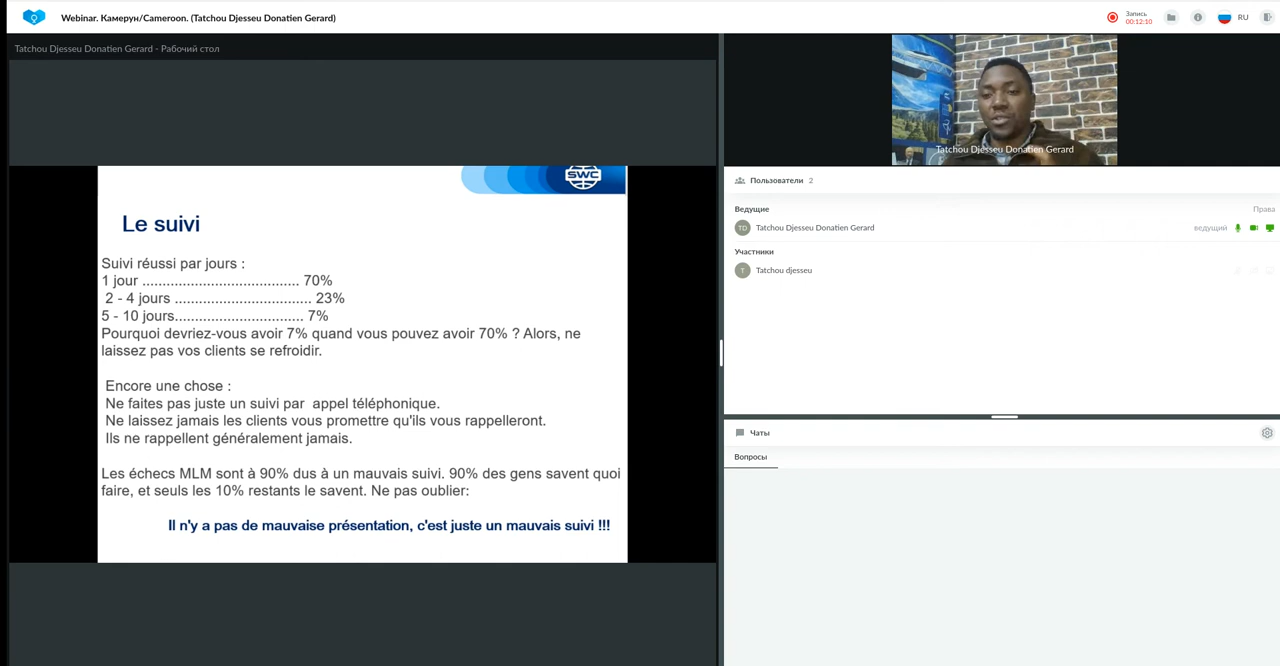 Webinar. Камерун/Cameroon. (Tatchou Djesseu Donatien Gerard)
Запись
00:12:10
RU
Tatchou Djesseu Donatien Gerard - Рабочий стол
SWC
Le suivi
Suivi réussi par jours :
1 jour ....................................... 70%
2 - 4 jours .................................. 23%
5 - 10 jours................................ 7%
Pourquoi devriez-vous avoir 7% quand vous pouvez avoir 70% ? Alors, ne
laissez pas vos clients se refroidir.
Encore une chose :
Ne faites pas juste un suivi par appel téléphonique.
Ne laissez jamais les clients vous promettre qu'ils vous rappelleront.
Ils ne rappellent généralement jamais.
Les échecs MLM sont à 90% dus à un mauvais suivi. 90% des gens savent quoi
faire, et seuls les 10% restants le savent. Ne pas oublier:
Il n'y a pas de mauvaise présentation, c'est juste un mauvais suivi !!!
Tatchou Djesseu Donatien Gerard
Пользователи 2
Ведущие Права
TD Tatchou Djesseu Donatien Gerard ведущий
Участники
T Tatchou djesseu
Чаты
Вопросы